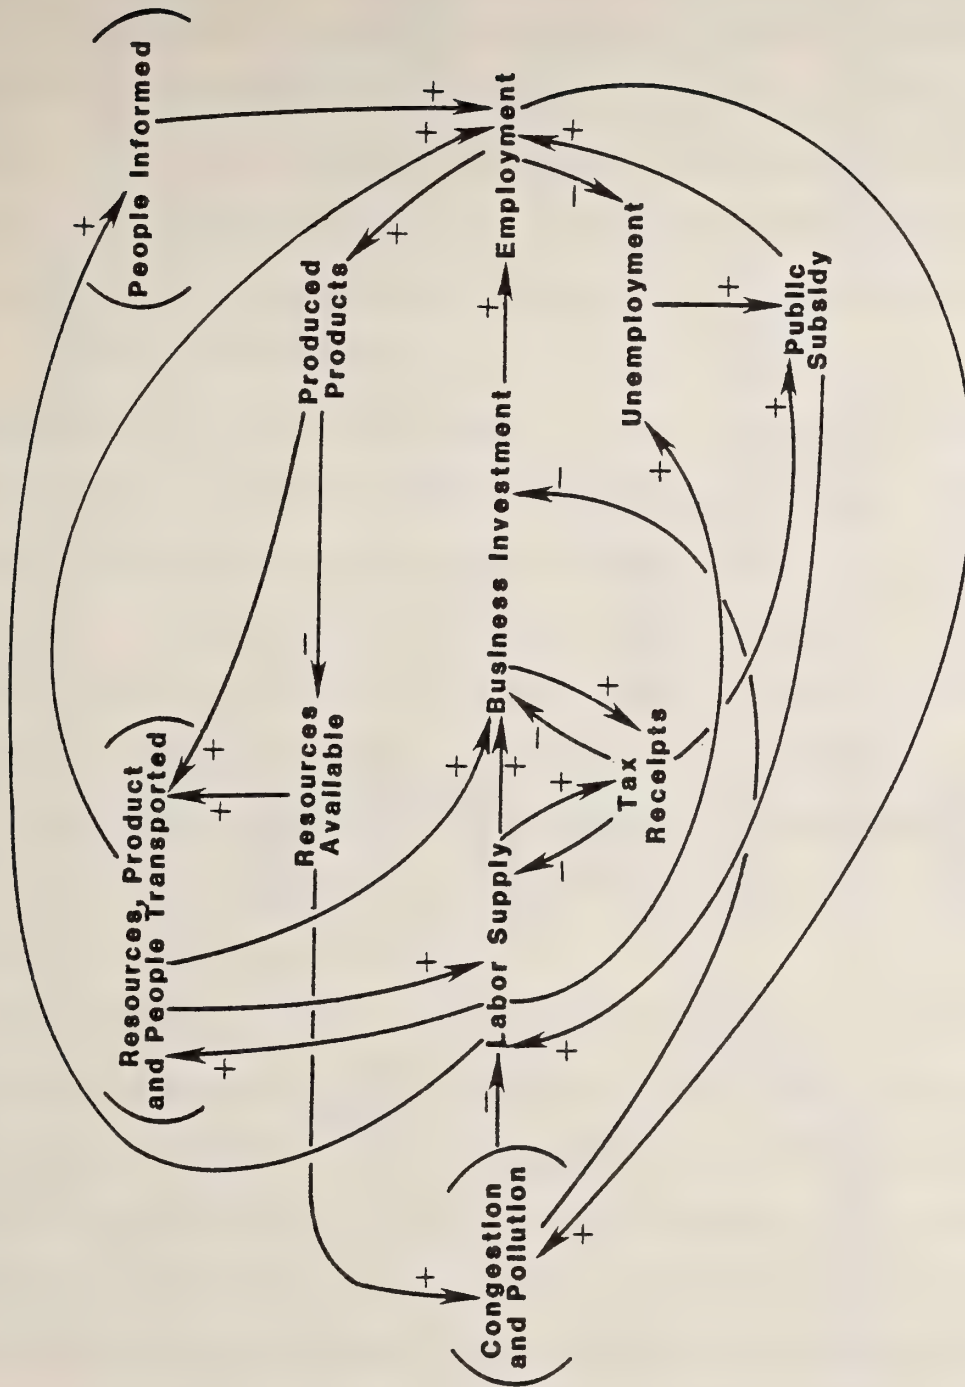 Resources, Product
and People Transported
People Informed
Resources
Available
Produced
Products
Congestion
and Pollution
Labor Supply
Business Investment
Employment
Tax
Receipts
Unemployment
Public
Subsidy